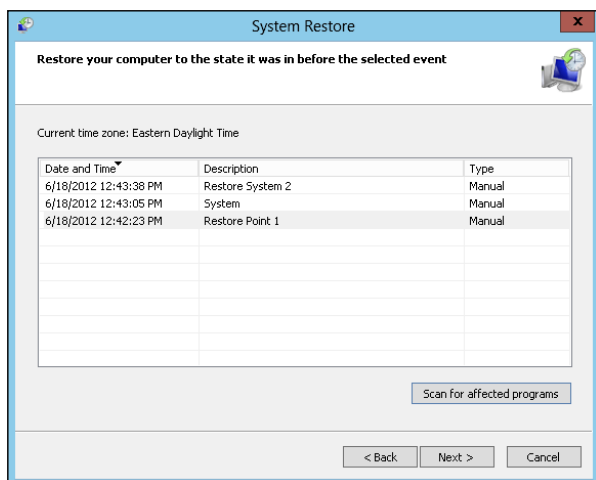 System Restore
x
Restore your computer to the state it was in before the selected event
Current time zone: Eastern Daylight Time
Date and Time Description Type
6/18/2012 12:43:38 PM Restore System 2 Manual
6/18/2012 12:43:05 PM System Manual
6/18/2012 12:42:23 PM Restore Point 1 Manual
Scan for affected programs
< Back Next > Cancel